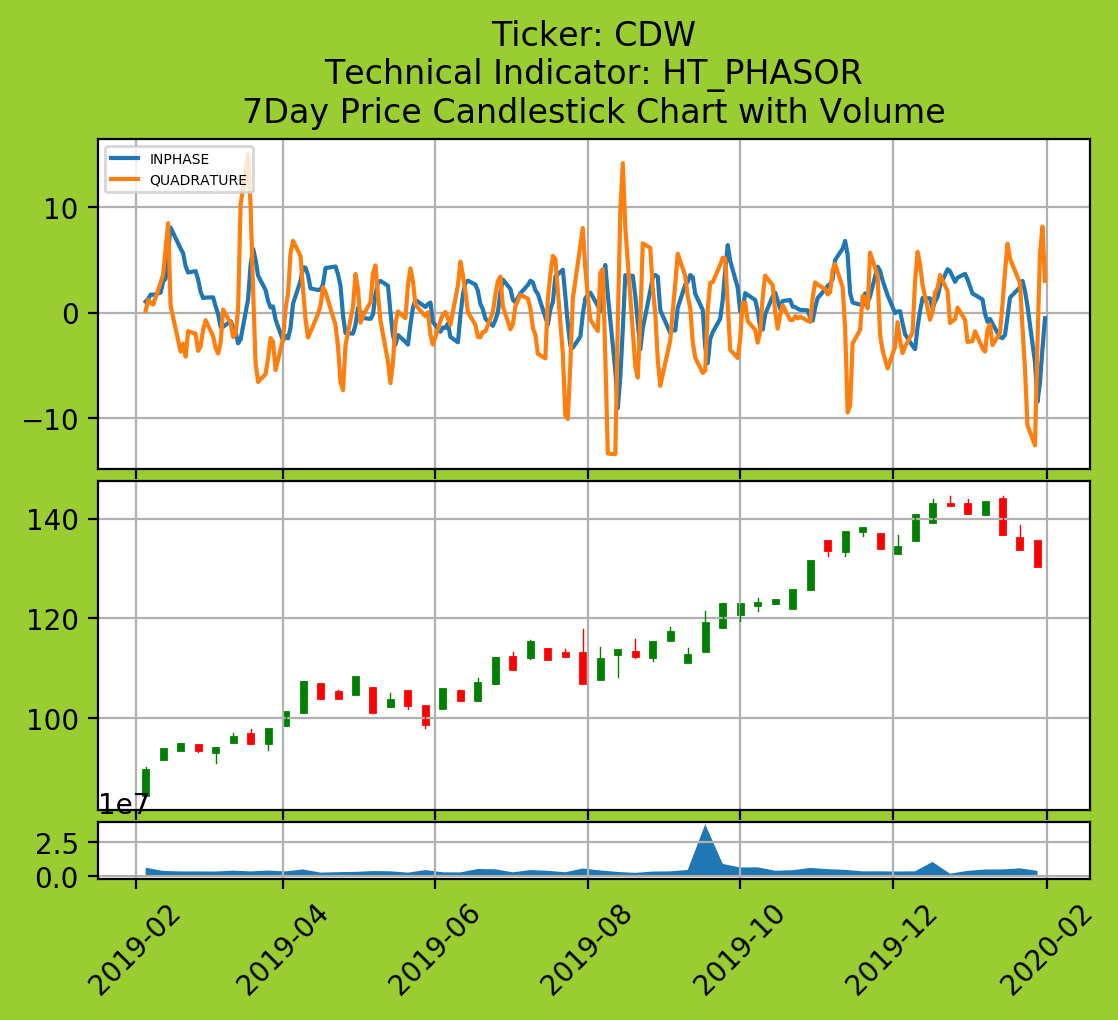 Ticker: CDW
Technical Indicator: HT_PHASOR
7Day Price Candlestick Chart with Volume
INPHASE
QUADRATURE
10
0
−10
140
120
100
1e7
2.5
0.0
2019-02
2019-04
2019-06
2019-08
2019-10
2019-12
2020-02